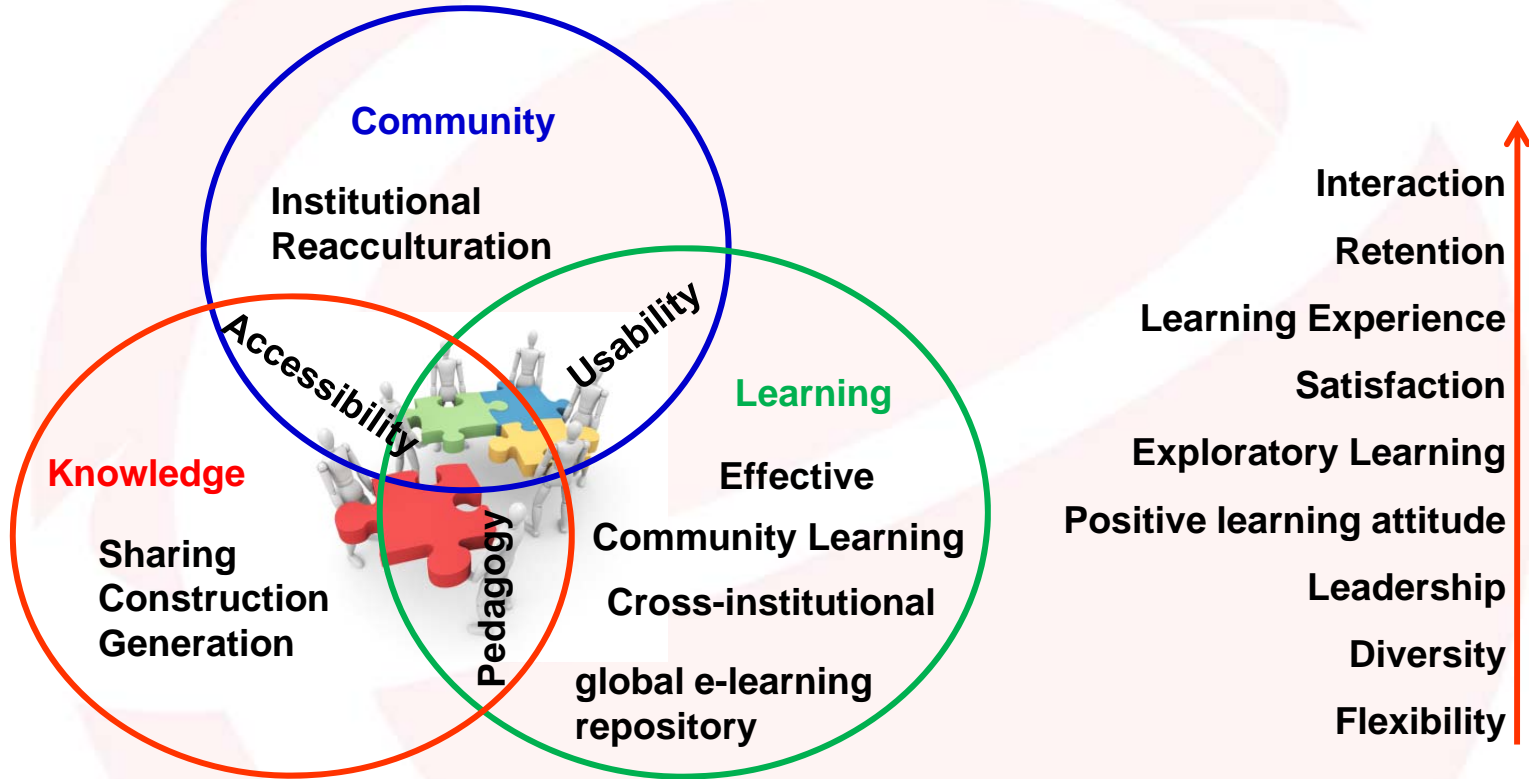 Community
Institutional
Reacculturation
Accessibility
Usability
Knowledge
Sharing
Construction
Generation
Pedagogy
Learning
Effective
Community Learning
Cross-institutional
global e-learning
repository
Interaction
Retention
Learning Experience
Satisfaction
Exploratory Learning
Positive learning attitude
Leadership
Diversity
Flexibility